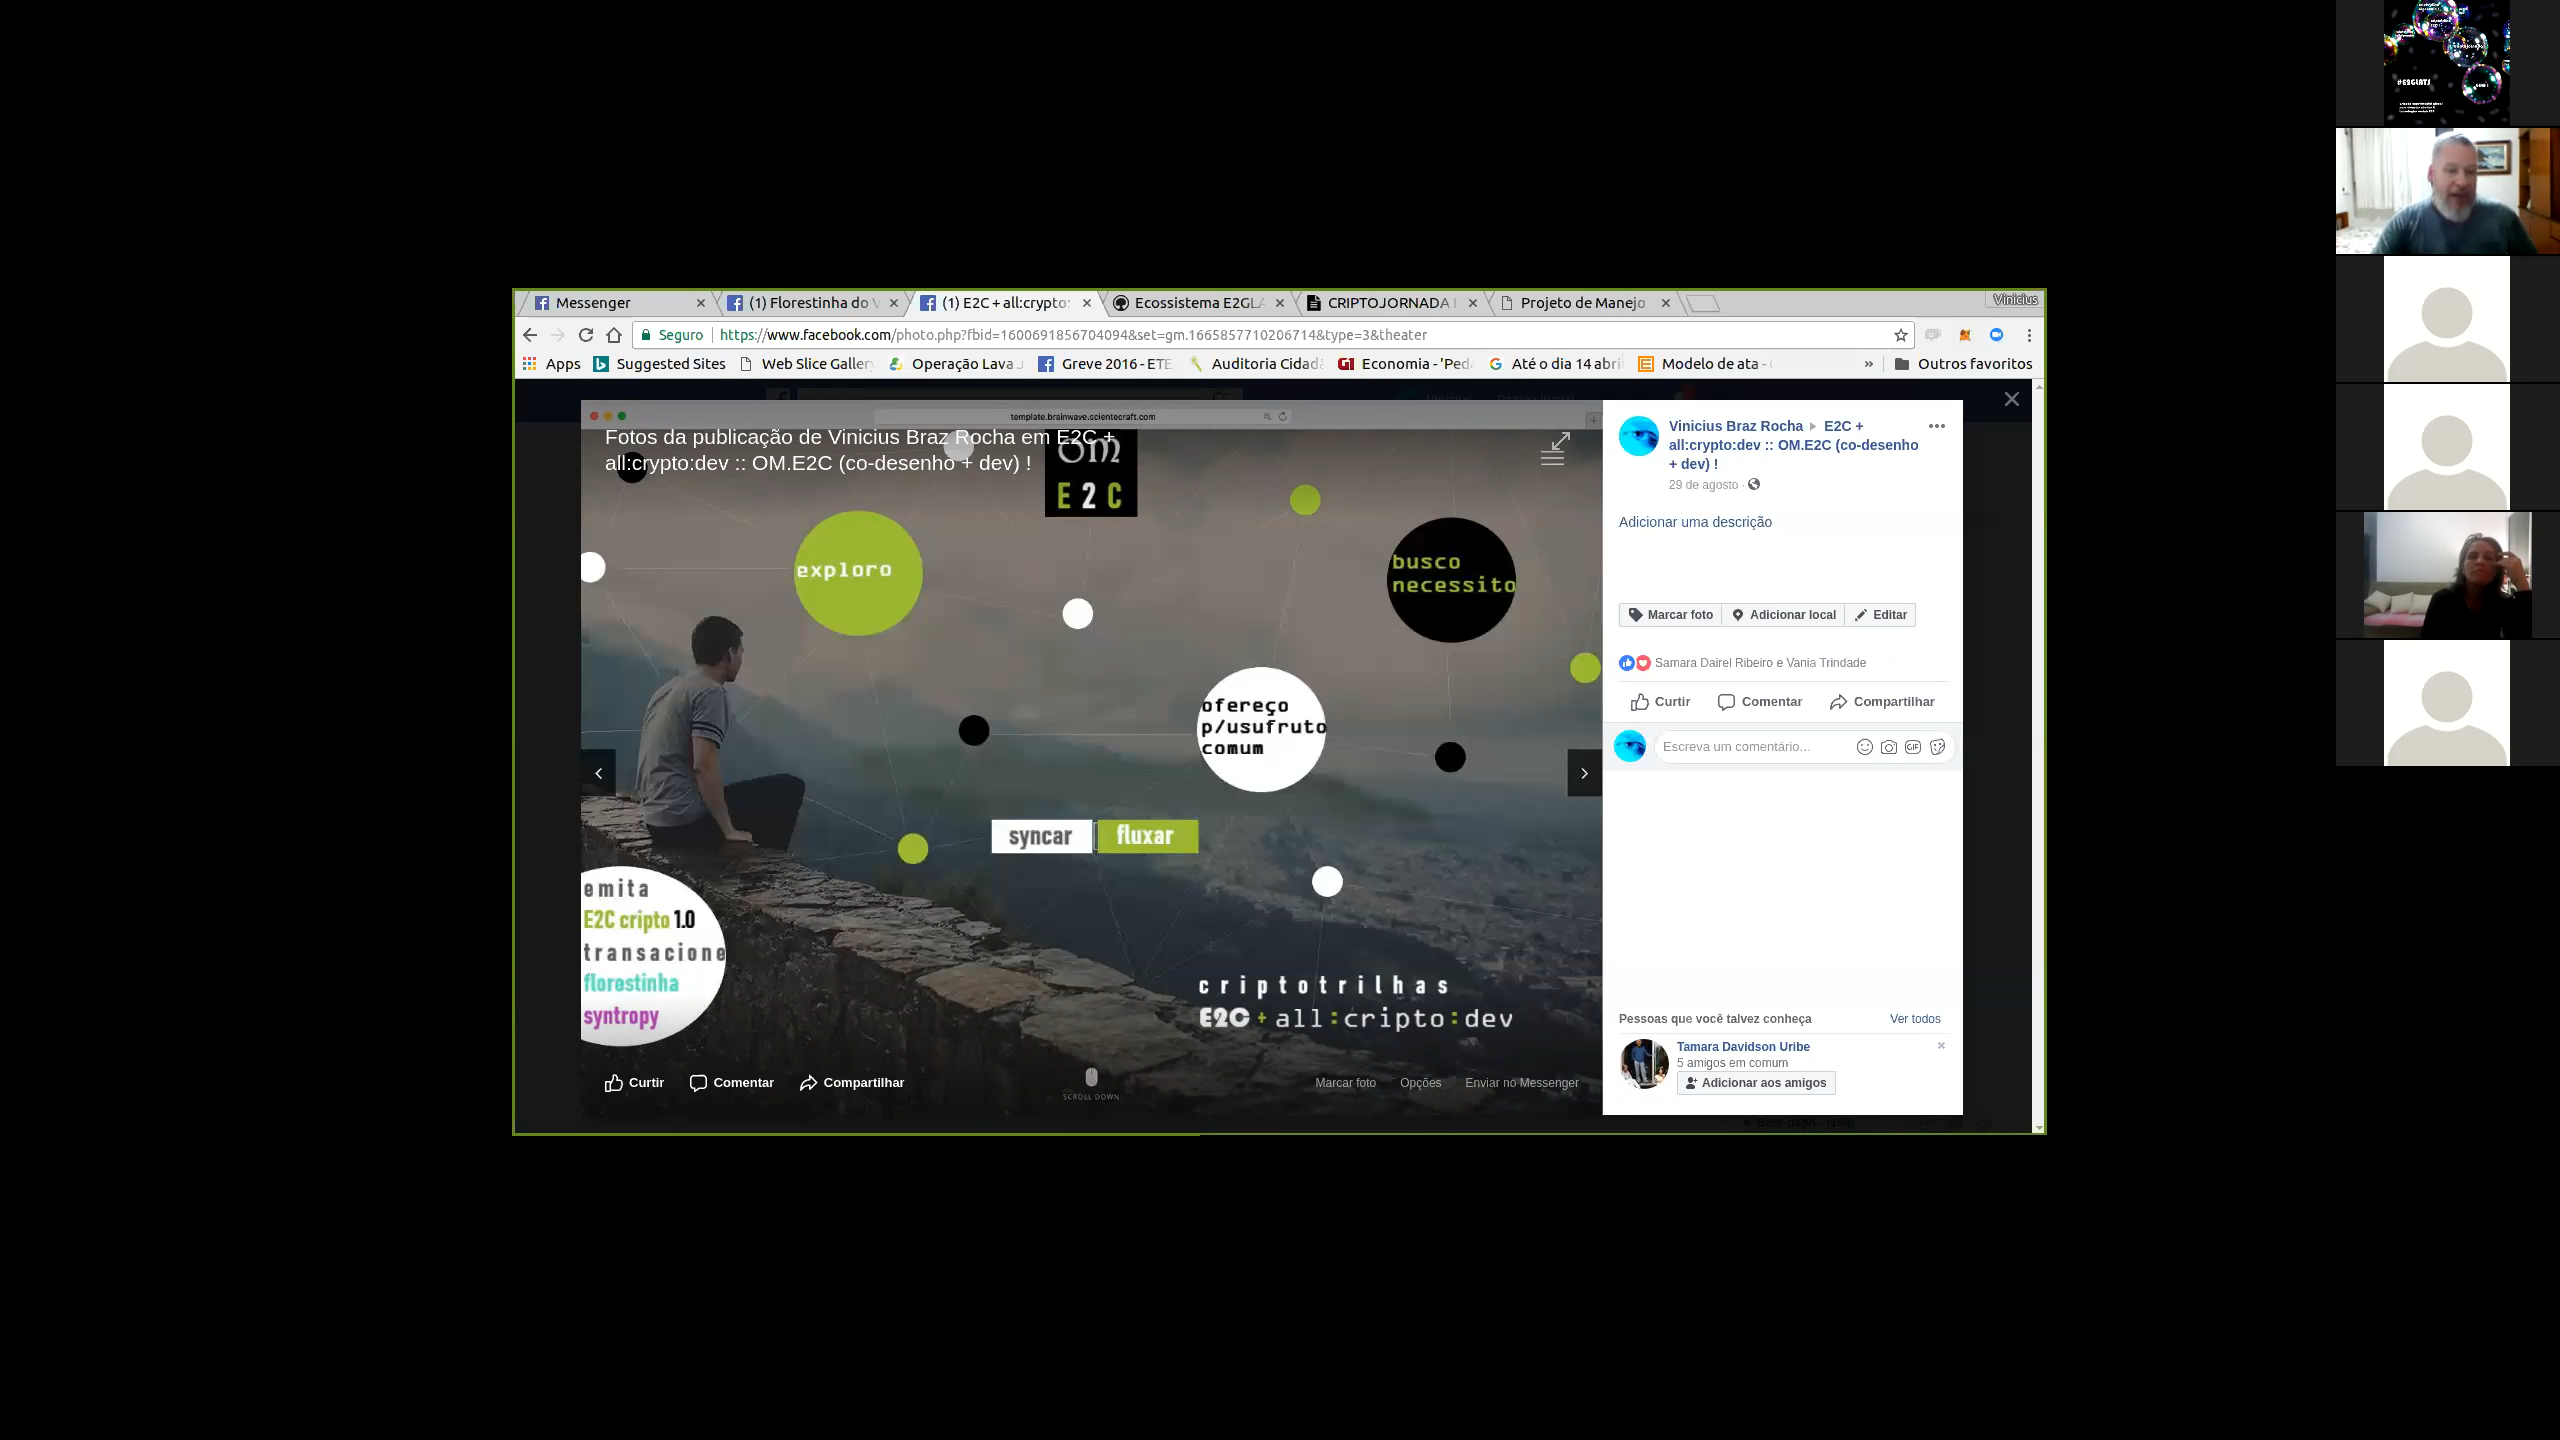 Messenger
(1) Florestinha do V
(1) E2C + all:crypto:
Ecossistema E2GLA
CRIPTOJORNADA
Projeto de Manejo
Vinicius
Seguro
https://www.facebook.com/photo.php?fbid=1600691856704094&set=gm.1665857710206714&type=3&theater
Apps
Suggested Sites
Web Slice Gallery
Operação Lava J
Greve 2016 - ETE
Auditoria Cidadã
Economia - 'Ped
Até o dia 14 abril
Modelo de ata -
»
Outros favoritos
template.brainwave.scientecraft.com
Fotos da publicação de Vinicius Braz Rocha em E2C +
all:crypto:dev :: OM.E2C (co-desenho + dev) !
OM
E2C
exploro
busco
necessito
ofereço
p/usufruto
comum
syncar
fluxar
emita
E2C cripto 1.0
transacione
florestinha
syntropy
criptotrilhas
E2C + all:cripto:dev
Curtir
Comentar
Compartilhar
SCROLL DOWN
Marcar foto
Opções
Enviar no Messenger
Vinicius Braz Rocha ▸ E2C +
all:crypto:dev :: OM.E2C (co-desenho
+ dev) !
29 de agosto ·
Adicionar uma descrição
Marcar foto
Adicionar local
Editar
Samara Dairel Ribeiro e Vania Trindade
Curtir
Comentar
Compartilhar
Escreva um comentário...
GIF
Pessoas que você talvez conheça
Ver todos
Tamara Davidson Uribe
5 amigos em comum
Adicionar aos amigos
#E2GLATS